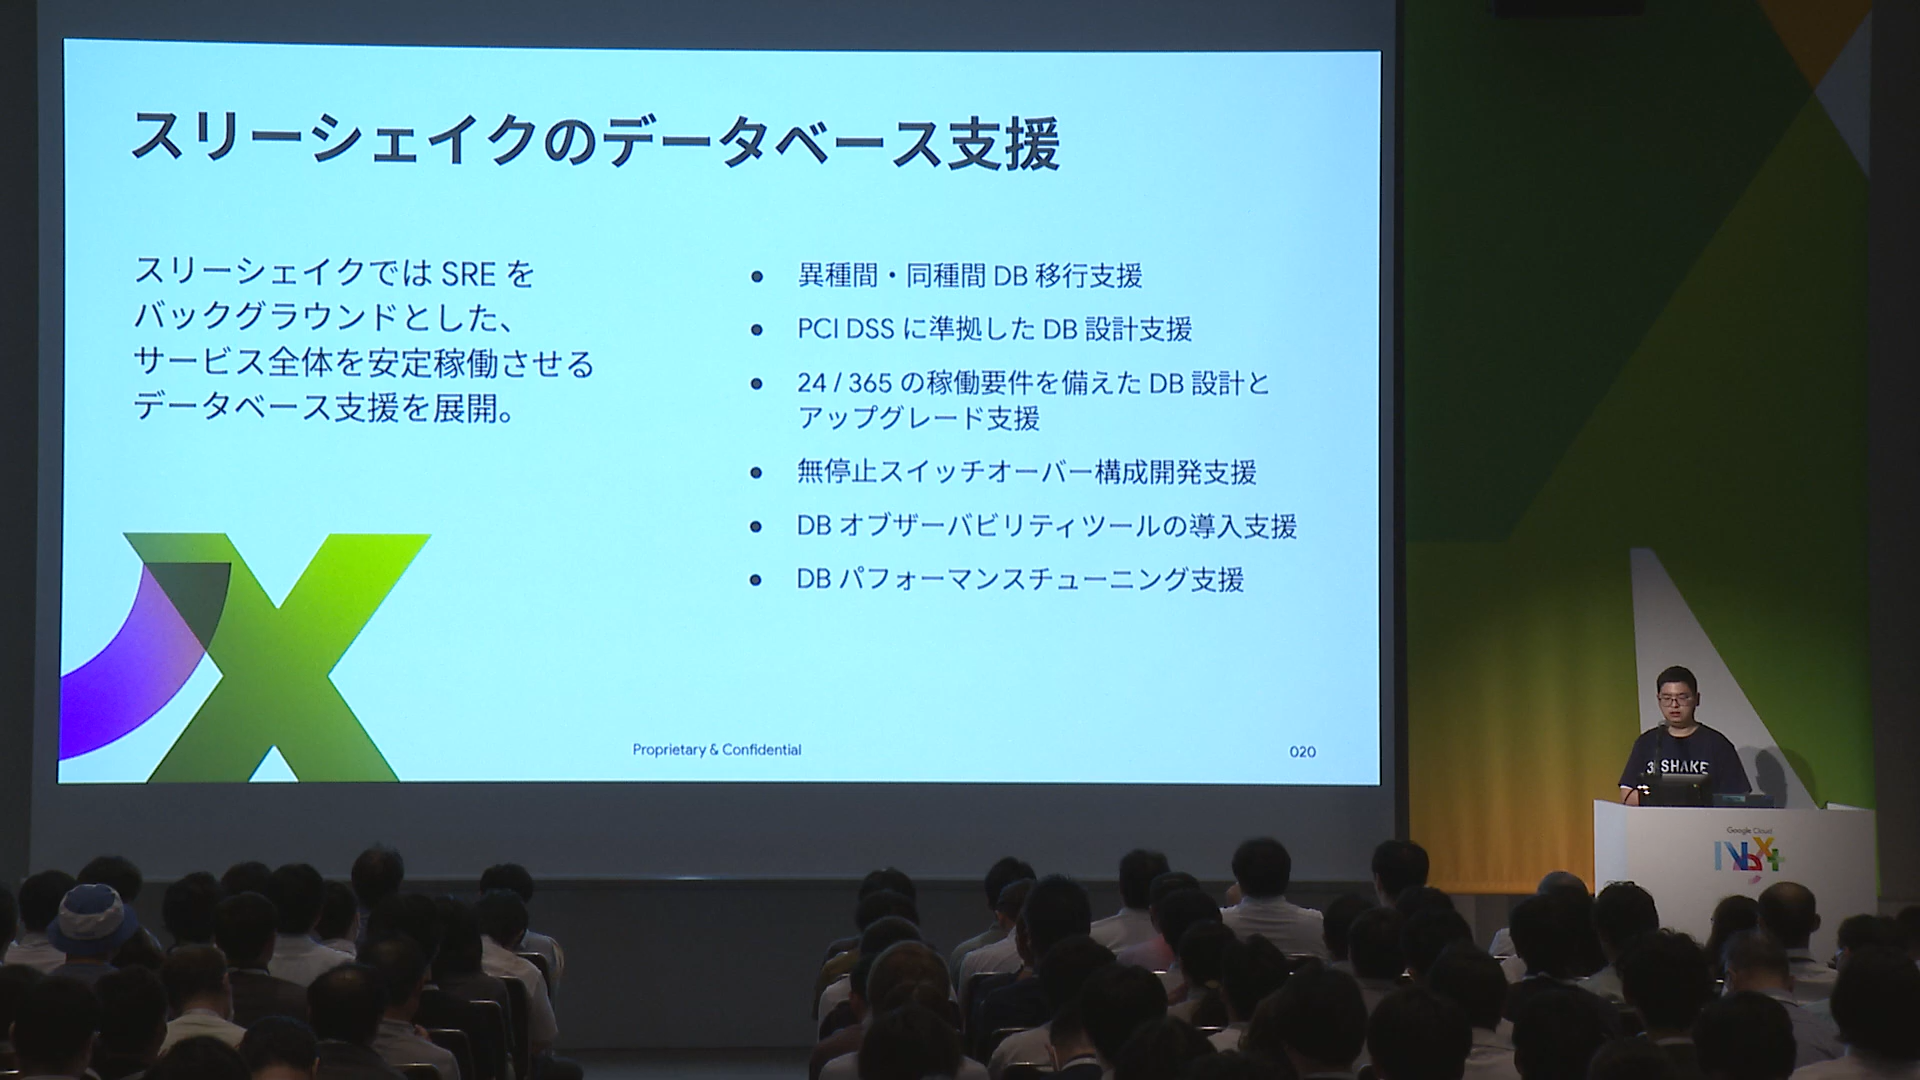 スリーシェイクのデータベース支援
スリーシェイクでは SRE を
バックグラウンドとした、
サービス全体を安定稼働させる
データベース支援を展開。
● 異種間・同種間 DB 移行支援
● PCI DSS に準拠した DB 設計支援
● 24 / 365 の稼働要件を備えた DB 設計と
アップグレード支援
● 無停止スイッチオーバー構成開発支援
● DB オブザーバビリティツールの導入支援
● DB パフォーマンスチューニング支援
Proprietary & Confidential
020
3 SHAKE
Google Cloud
Next